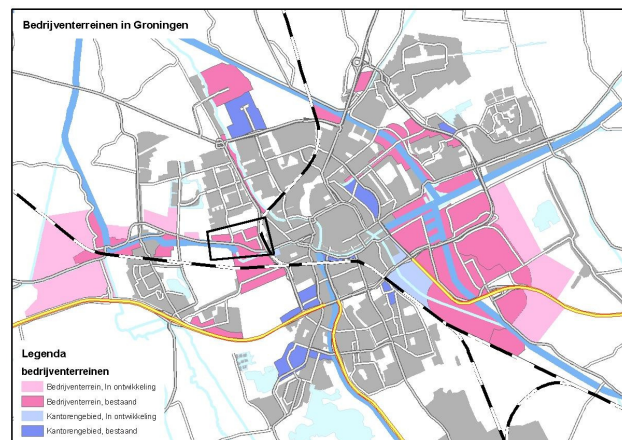 Bedrijventerreinen in Groningen
Legenda
bedrijventerreinen
Bedrijventerrein, In ontwikkeling
Bedrijventerrein, bestaand
Kantorengebied, In ontwikkeling
Kantorengebied, bestaand